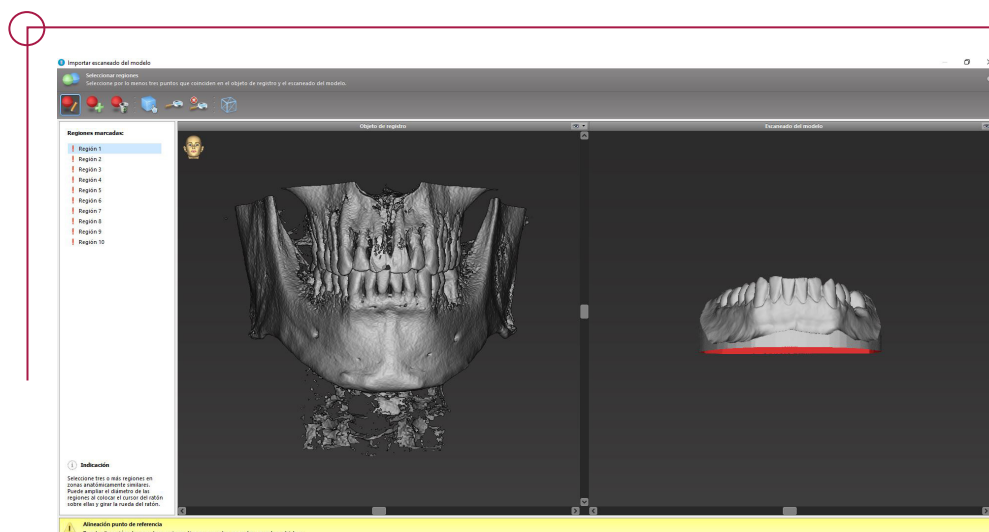 Importar escaneado del modelo
Seleccionar regiones
Seleccione por lo menos tres puntos que coinciden en el objeto de registro y el escaneado del modelo.
Regiones marcadas:
Región 1
Región 2
Región 3
Región 4
Región 5
Región 6
Región 7
Región 8
Región 9
Región 10
Objeto de registro
Escaneado del modelo
Indicación
Seleccione tres o más regiones en
zonas anatómicamente similares.
Puede ampliar el diámetro de las
regiones al colocar el cursor del ratón
sobre ellas y girar la rueda del ratón.
Alineación punto de referencia